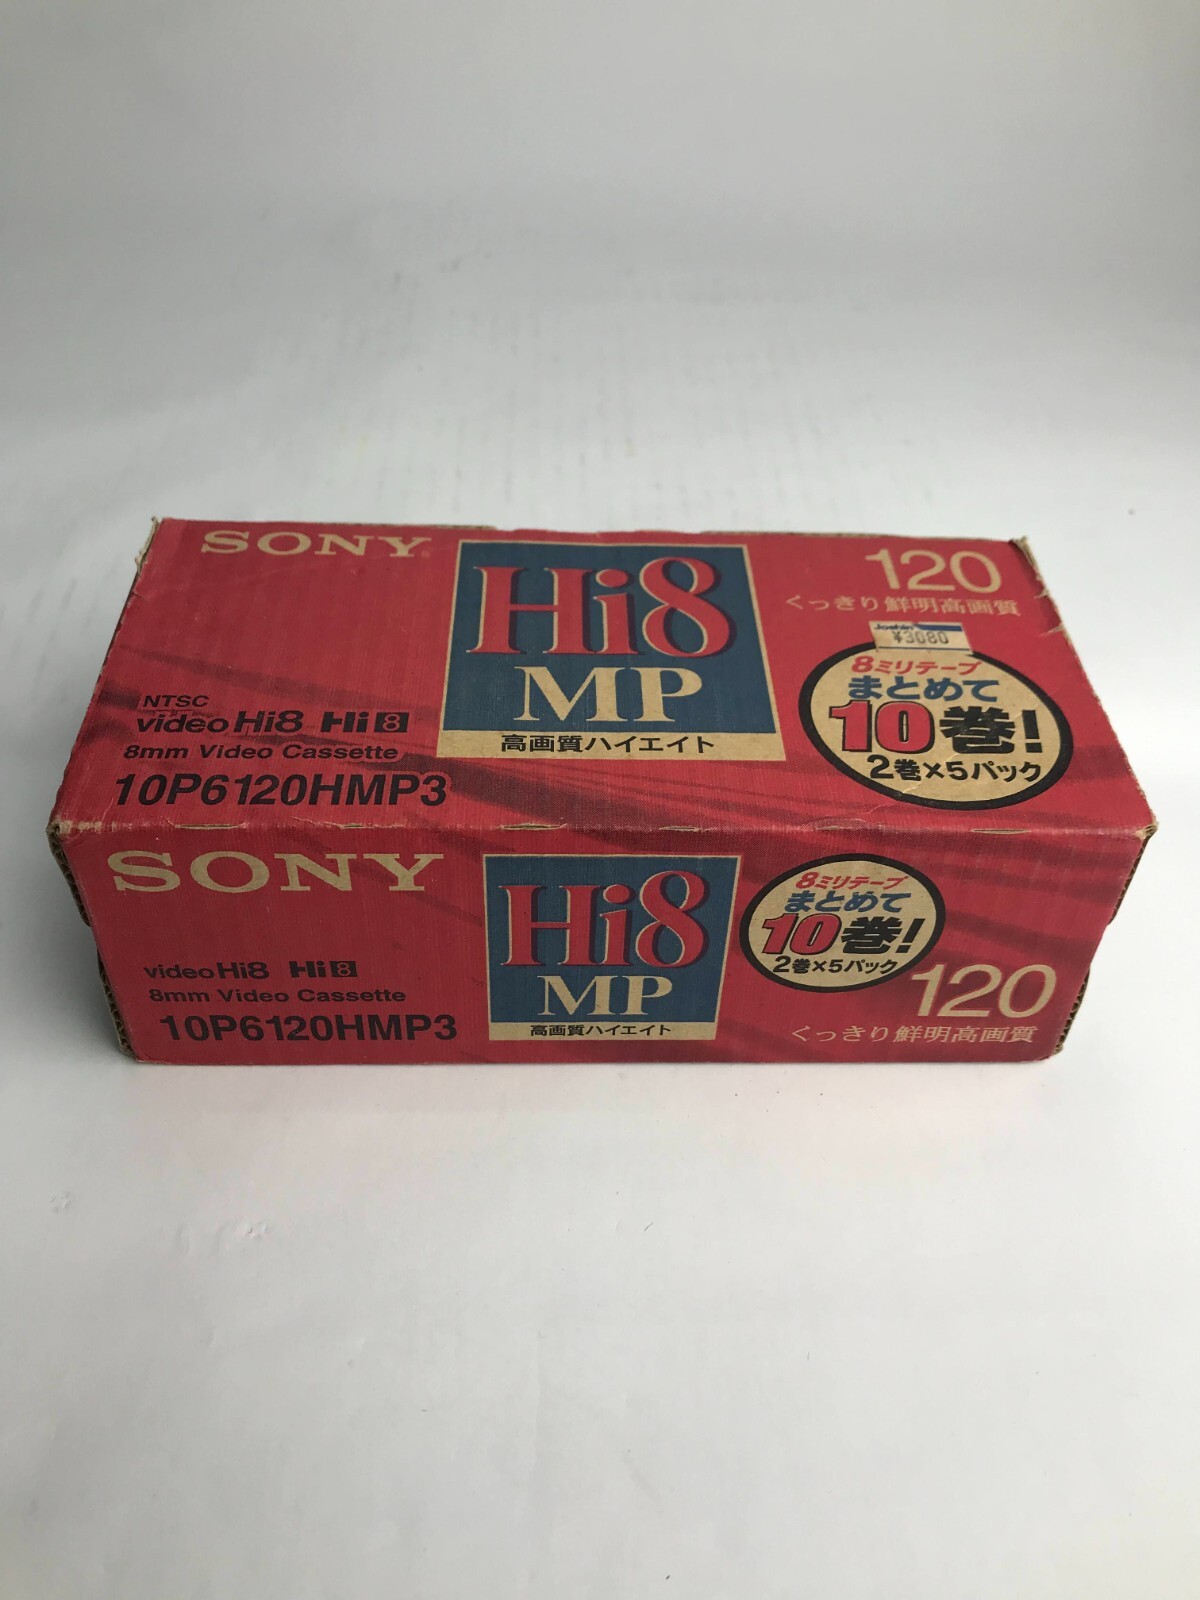 SONY
Hi8
MP
高画質ハイエイト
120
くっきり鮮明高画質
Joshin
¥3080
8ミリテープ
まとめて
10巻!
2巻×5パック
NTSC
video Hi8 Hi8
8mm Video Cassette
10P6120HMP3
SONY
Hi8
MP
高画質ハイエイト
8ミリテープ
まとめて
10巻!
2巻×5パック
120
くっきり鮮明高画質
video Hi8 Hi8
8mm Video Cassette
10P6120HMP3